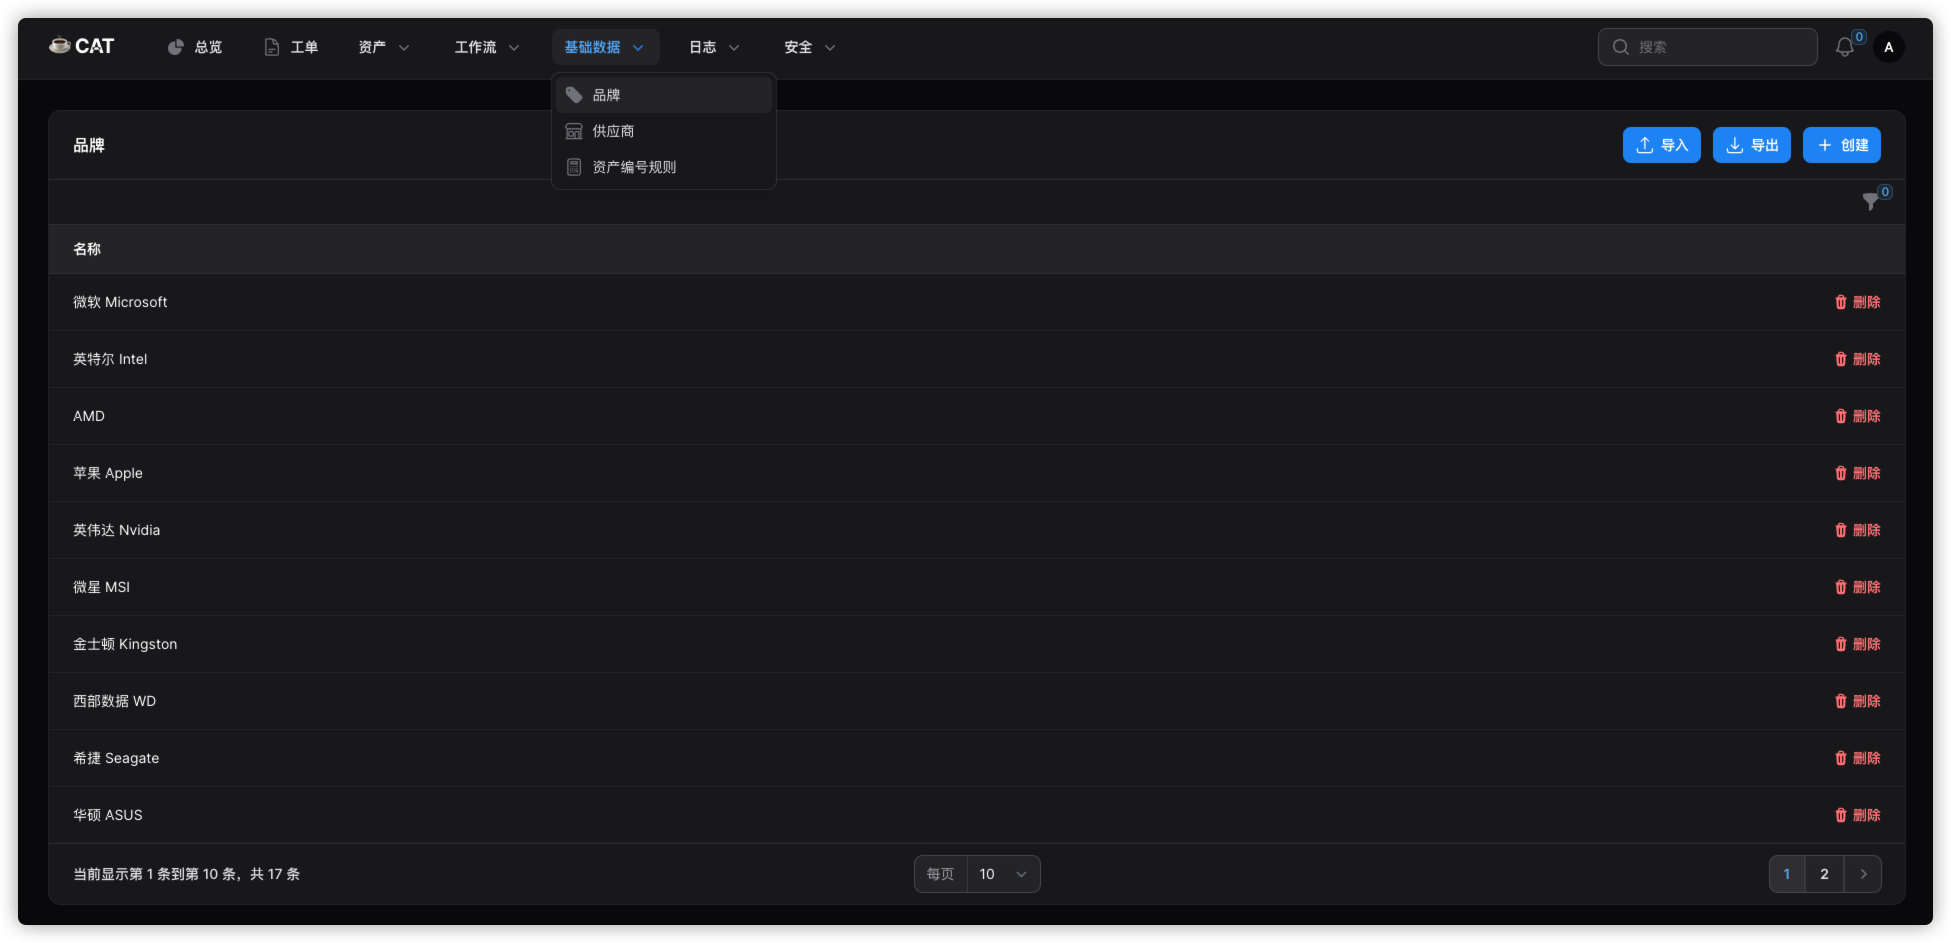 CAT 总览 工单 资产 工作流 基础数据 日志 安全 搜索 0 A
品牌
供应商
资产编号规则
品牌 导入 导出 创建
0
名称
微软 Microsoft 删除
英特尔 Intel 删除
AMD 删除
苹果 Apple 删除
英伟达 Nvidia 删除
微星 MSI 删除
金士顿 Kingston 删除
西部数据 WD 删除
希捷 Seagate 删除
华硕 ASUS 删除
当前显示第 1 条到第 10 条，共 17 条 每页 10 1 2